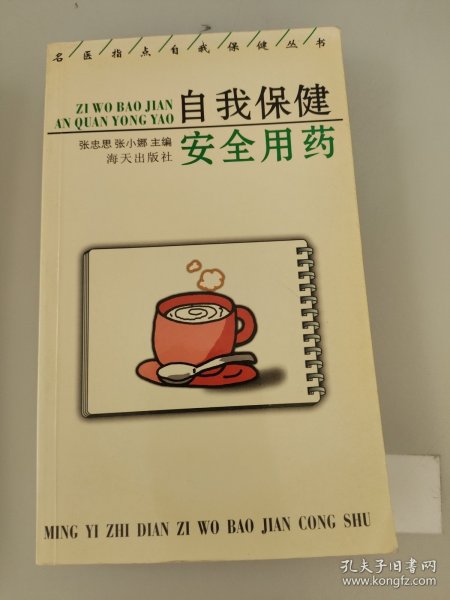 名/医/指/点/自/我/保/健/丛/书
ZI WO BAO JIAN
AN QUAN YONG YAO
自我保健
安全用药
张忠思 张小娜 主编
海天出版社
MING YI ZHI DIAN ZI WO BAO JIAN CONG SHU
孔夫子旧书网
www.kongfz.com